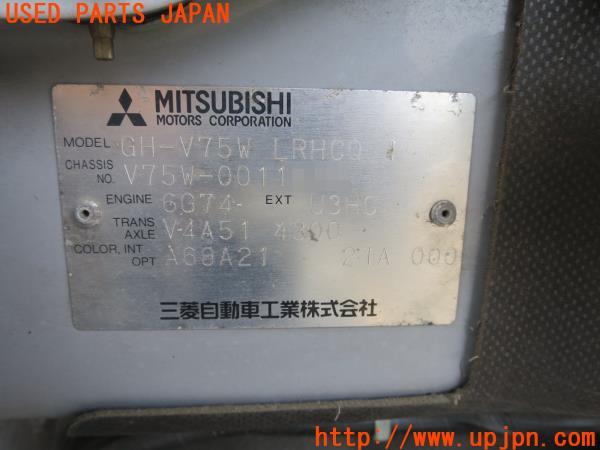 USED PARTS JAPAN
MITSUBISHI
MOTORS CORPORATION
MODEL GH-V75W LRHCQ
CHASSIS NO. V75W-0011
ENGINE 6G74- EXT U3HC
TRANS AXLE V4A51 4300
COLOR, INT OPT A69A21 000
三菱自動車工業株式会社
http://www.upjpn.com/